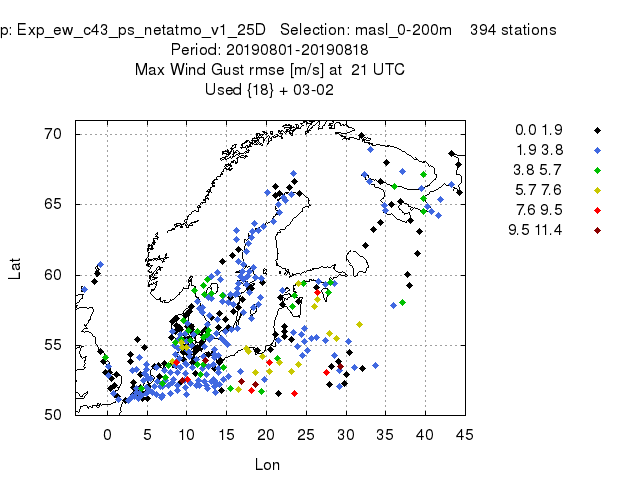 p: Exp_ew_c43_ps_netatmo_v1_25D Selection: masl_0-200m 394 stations
Period: 20190801-20190818
Max Wind Gust rmse [m/s] at 21 UTC
Used {18} + 03-02
0.0 1.9
1.9 3.8
3.8 5.7
5.7 7.6
7.6 9.5
9.5 11.4
70
65
60
55
50
Lat
0 5 10 15 20 25 30 35 40 45
Lon